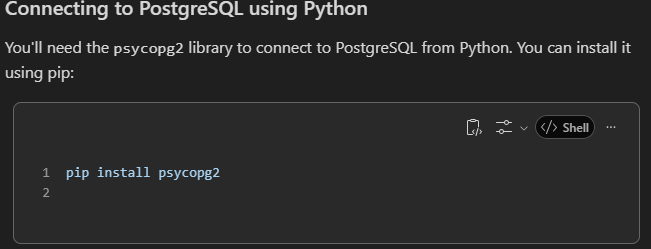 Connecting to PostgreSQL using Python
You'll need the psycopg2 library to connect to PostgreSQL from Python. You can install it
using pip:
</> Shell ...
1 pip install psycopg2
2